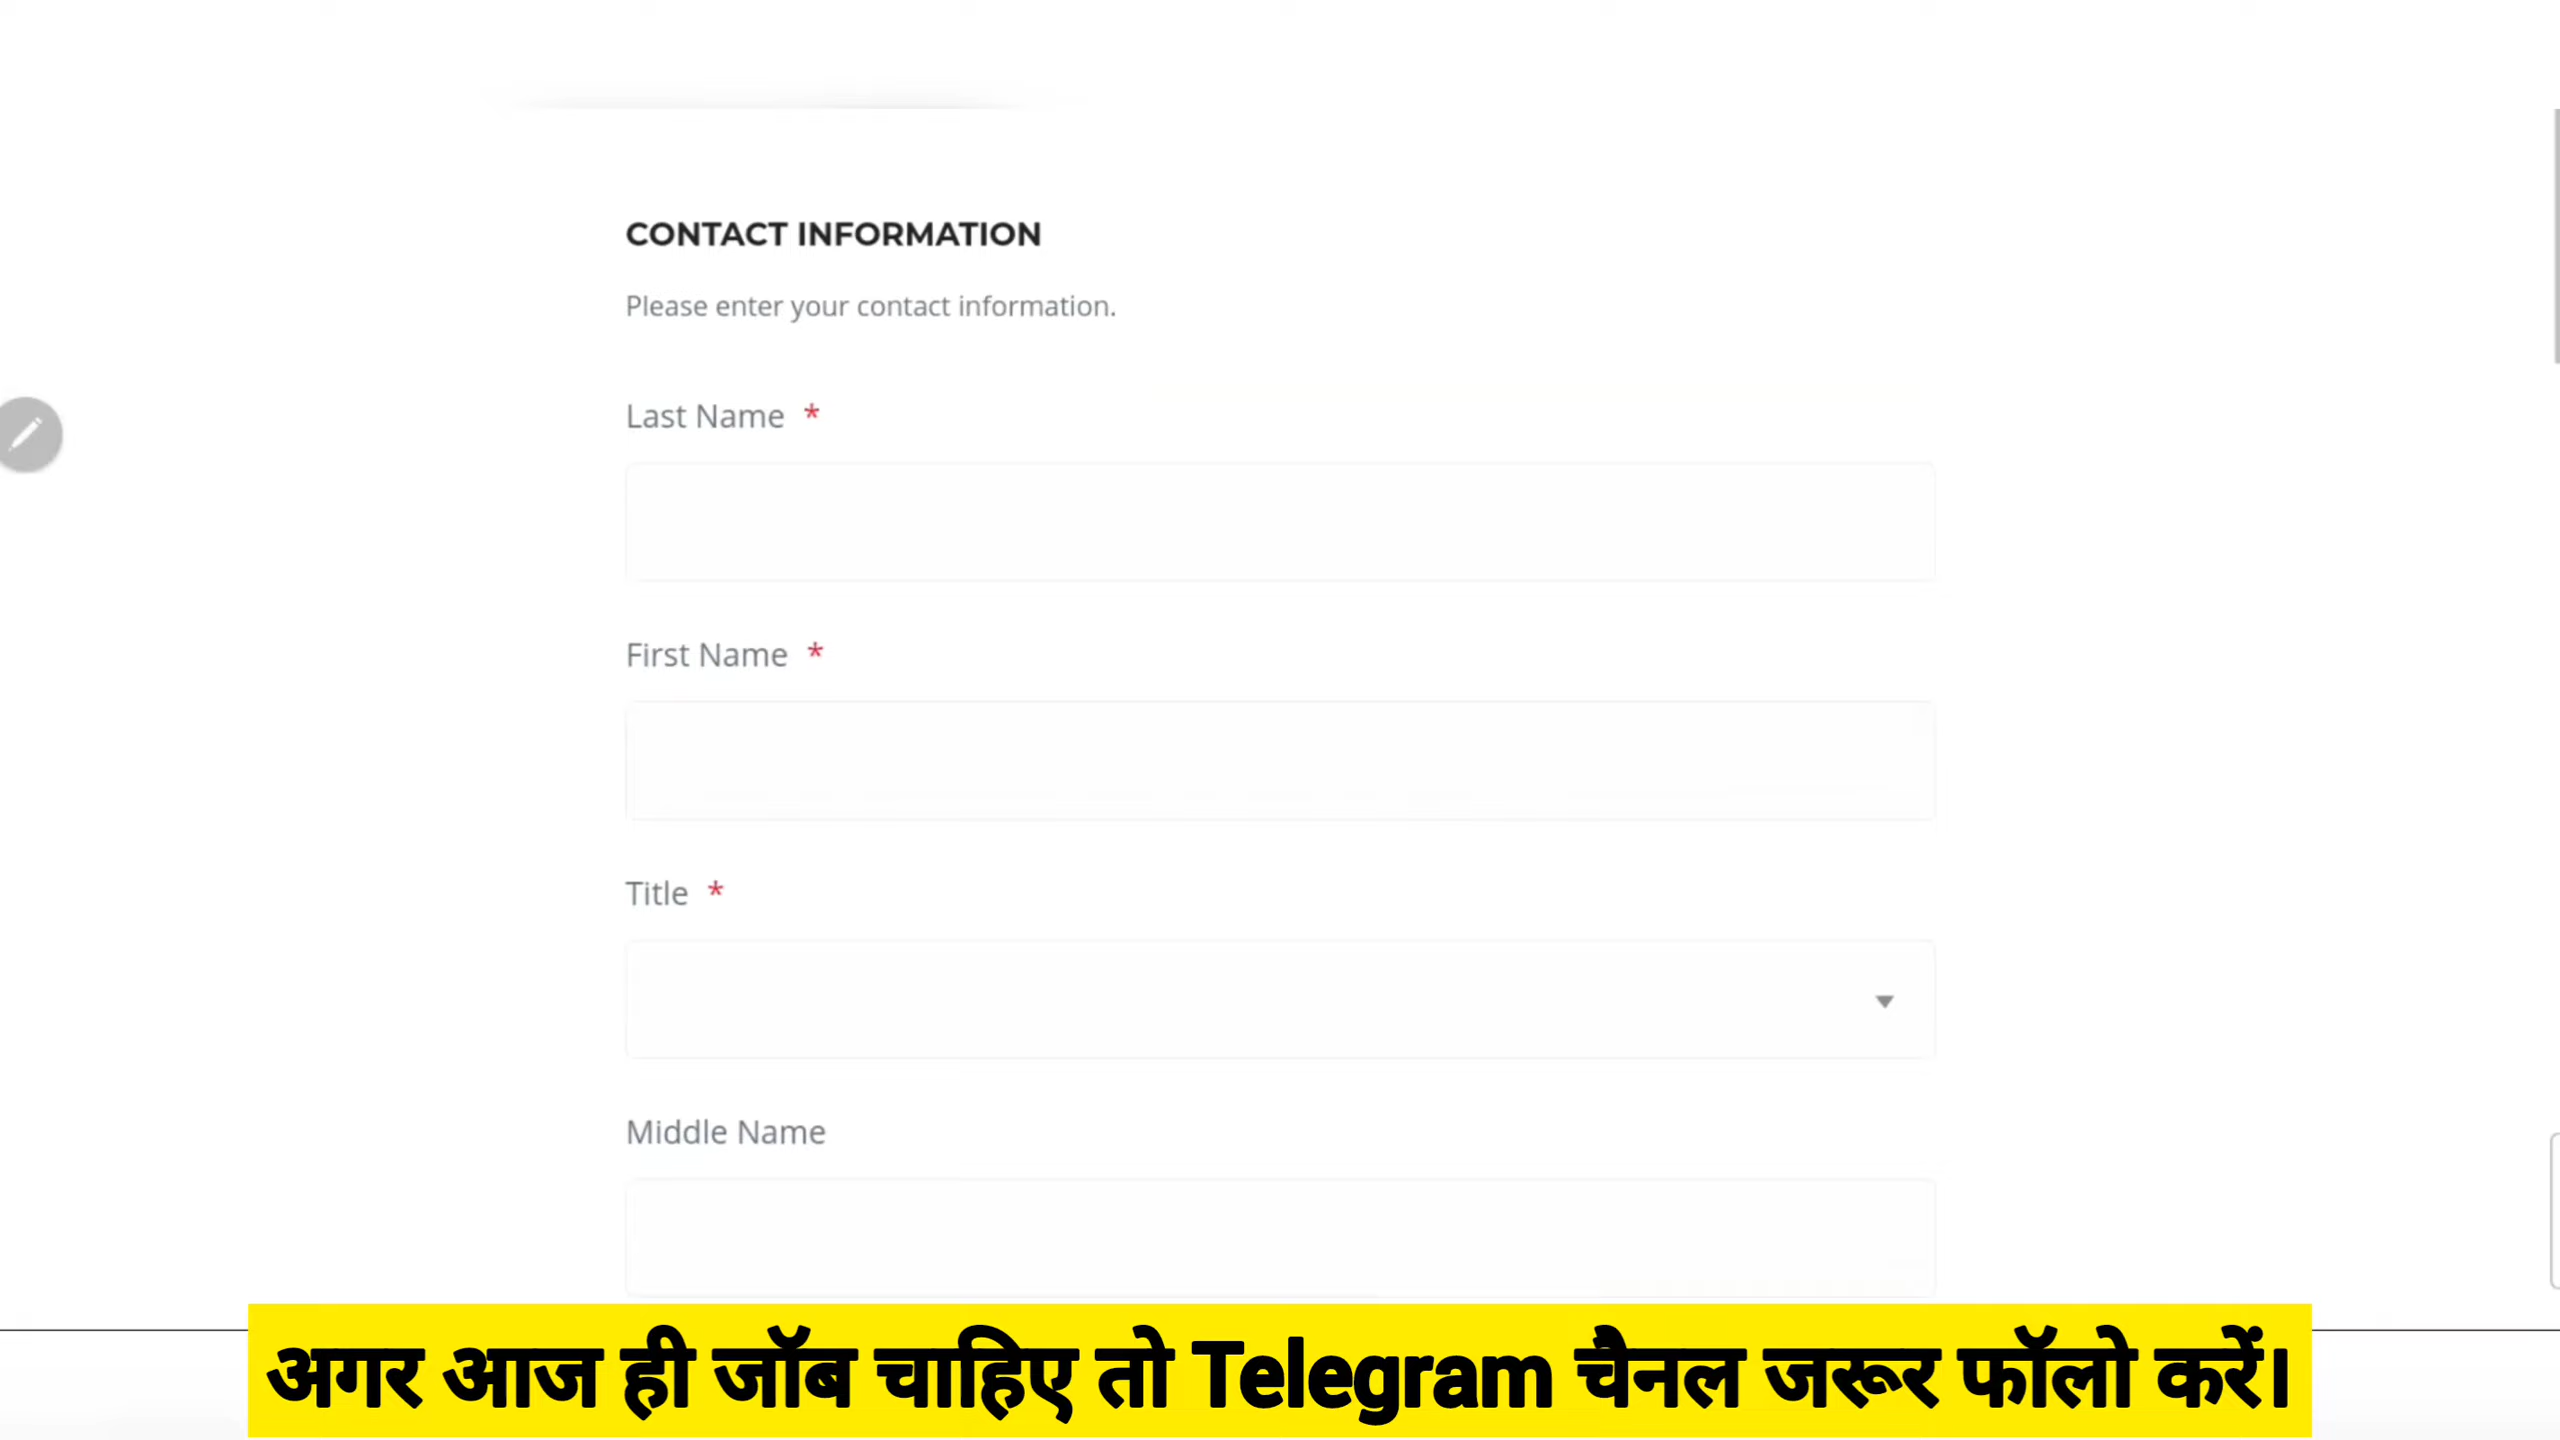 CONTACT INFORMATION
Please enter your contact information.
Last Name *
First Name *
Title *
Middle Name
अगर आज ही जॉब चाहिए तो Telegram चैनल जरूर फॉलो करें।